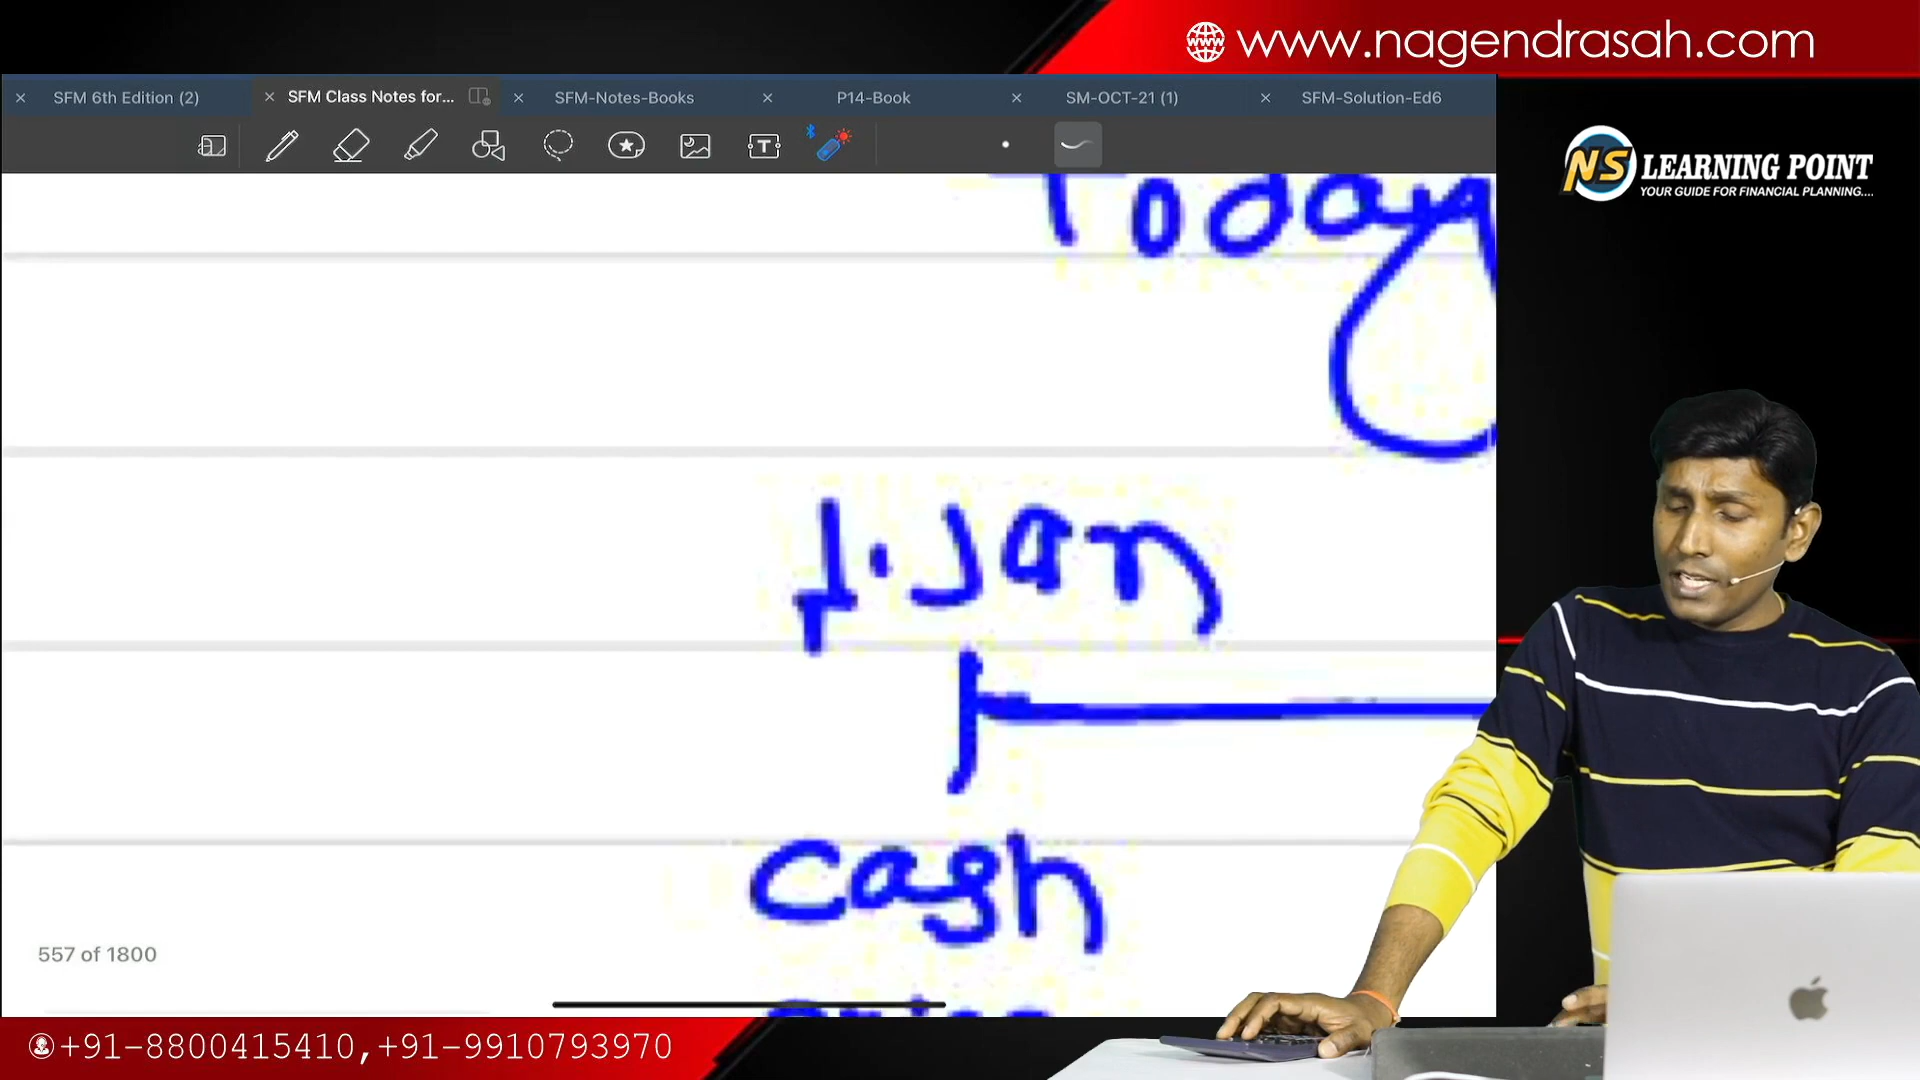 www.nagendrasah.com
SFM 6th Edition (2)
SFM Class Notes for...
SFM-Notes-Books
P14-Book
SM-OCT-21 (1)
SFM-Solution-Ed6
T
NS LEARNING POINT
YOUR GUIDE FOR FINANCIAL PLANNING....
Today
1.Jan
cash
557 of 1800
+91-8800415410,+91-9910793970